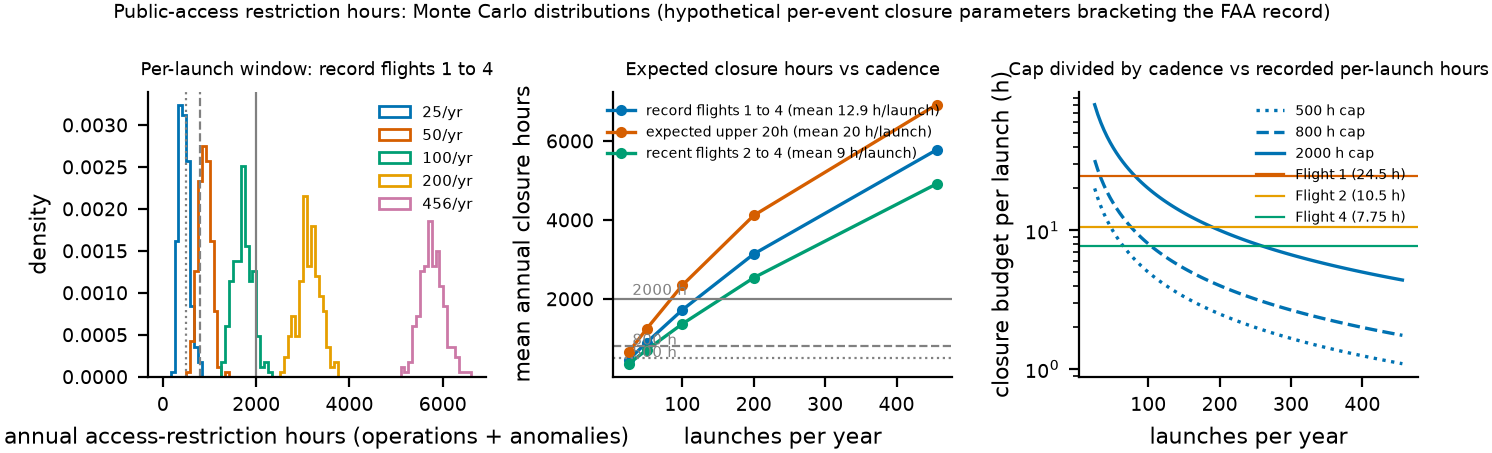 Public-access restriction hours: Monte Carlo distributions (hypothetical per-event closure parameters bracketing the FAA record)
Per-launch window: record flights 1 to 4
density
0.0030
0.0025
0.0020
0.0015
0.0010
0.0005
0.0000
25/yr
50/yr
100/yr
200/yr
456/yr
0 2000 4000 6000
annual access-restriction hours (operations + anomalies)
Expected closure hours vs cadence
mean annual closure hours
6000
4000
2000
record flights 1 to 4 (mean 12.9 h/launch)
expected upper 20h (mean 20 h/launch)
recent flights 2 to 4 (mean 9 h/launch)
2000 h
800 h
500 h
100 200 300 400
launches per year
Cap divided by cadence vs recorded per-launch hours
closure budget per launch (h)
10¹
10⁰
500 h cap
800 h cap
2000 h cap
Flight 1 (24.5 h)
Flight 2 (10.5 h)
Flight 4 (7.75 h)
100 200 300 400
launches per year